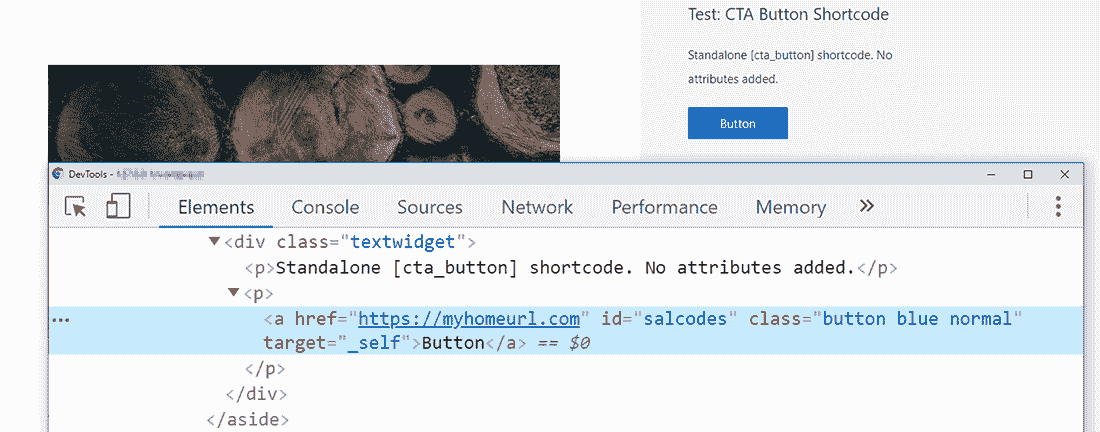 Test: CTA Button Shortcode
Standalone [cta_button] shortcode. No
attributes added.
Button
DevTools -
Elements Console Sources Network Performance Memory »
<div class="textwidget">
<p>Standalone [cta_button] shortcode. No attributes added.</p>
<p>
<a href="https://myhomeurl.com" id="salcodes" class="button blue normal"
target="_self">Button</a> == $0
</p>
</div>
</aside>